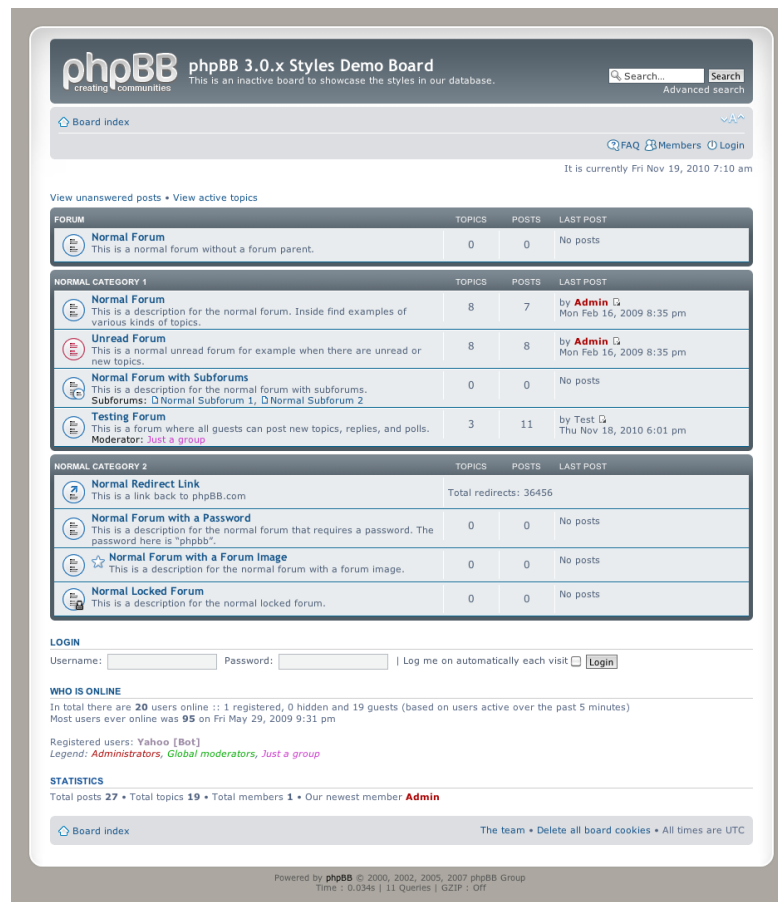 phpBB
creating communities
phpBB 3.0.x Styles Demo Board
This is an inactive board to showcase the styles in our database.
Search... Search
Advanced search
Board index
FAQ Members Login
It is currently Fri Nov 19, 2010 7:10 am
View unanswered posts • View active topics
FORUM TOPICS POSTS LAST POST
Normal Forum
This is a normal forum without a forum parent.
0 0 No posts
NORMAL CATEGORY 1 TOPICS POSTS LAST POST
Normal Forum
This is a description for the normal forum. Inside find examples of
various kinds of topics.
8 7 by Admin
Mon Feb 16, 2009 8:35 pm
Unread Forum
This is a normal unread forum for example when there are unread or
new topics.
8 8 by Admin
Mon Feb 16, 2009 8:35 pm
Normal Forum with Subforums
This is a description for the normal forum with subforums.
Subforums: Normal Subforum 1, Normal Subforum 2
0 0 No posts
Testing Forum
This is a forum where all guests can post new topics, replies, and polls.
Moderator: Just a group
3 11 by Test
Thu Nov 18, 2010 6:01 pm
NORMAL CATEGORY 2 TOPICS POSTS LAST POST
Normal Redirect Link
This is a link back to phpBB.com
Total redirects: 36456
Normal Forum with a Password
This is a description for the normal forum that requires a password. The
password here is "phpbb".
0 0 No posts
Normal Forum with a Forum Image
This is a description for the normal forum with a forum image.
0 0 No posts
Normal Locked Forum
This is a description for the normal locked forum.
0 0 No posts
LOGIN
Username: Password: | Log me on automatically each visit Login
WHO IS ONLINE
In total there are 20 users online :: 1 registered, 0 hidden and 19 guests (based on users active over the past 5 minutes)
Most users ever online was 95 on Fri May 29, 2009 9:31 pm
Registered users: Yahoo [Bot]
Legend: Administrators, Global moderators, Just a group
STATISTICS
Total posts 27 • Total topics 19 • Total members 1 • Our newest member Admin
Board index The team • Delete all board cookies • All times are UTC
Powered by phpBB © 2000, 2002, 2005, 2007 phpBB Group
Time : 0.034s | 11 Queries | GZIP : Off